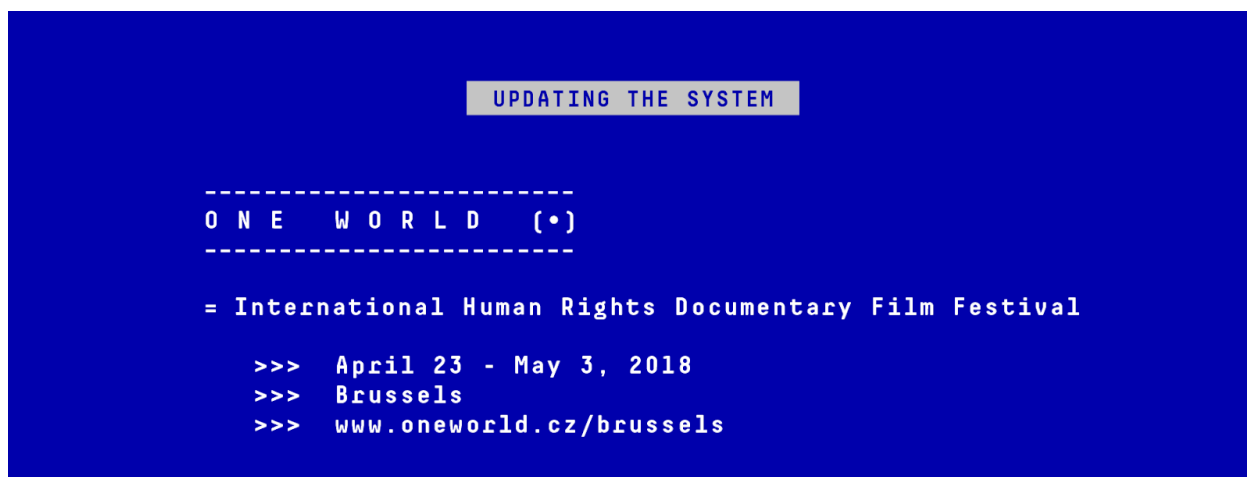 UPDATING THE SYSTEM
-------------------------
O N E   W O R L D   (•)
-------------------------
= International Human Rights Documentary Film Festival
>>> April 23 - May 3, 2018
>>> Brussels
>>> www.oneworld.cz/brussels